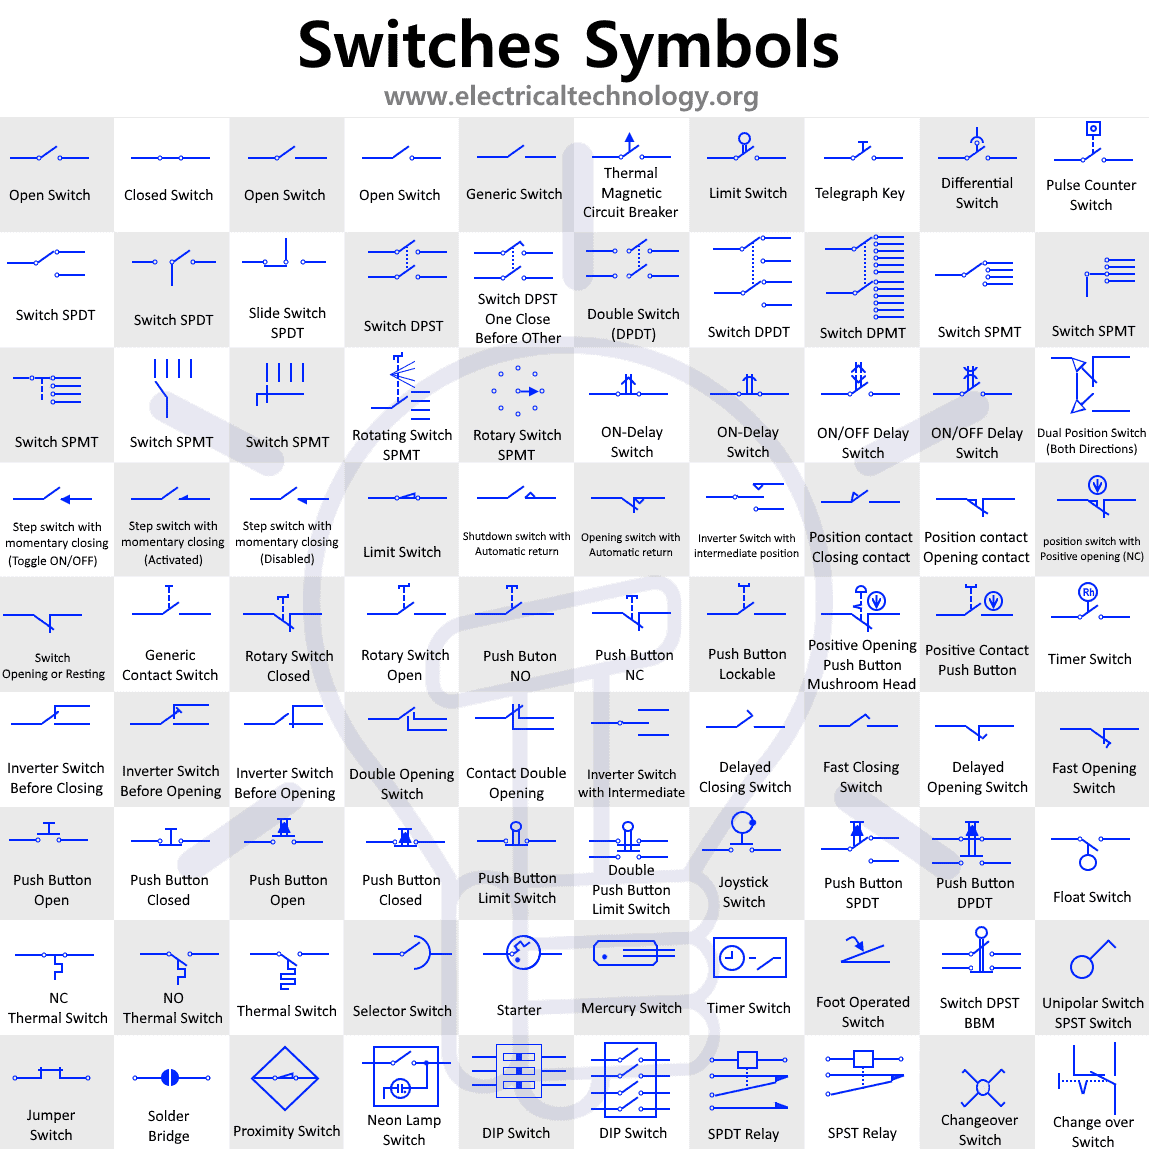 Switches Symbols
www.electricaltechnology.org
Open Switch
Closed Switch
Open Switch
Open Switch
Generic Switch
Thermal
Magnetic
Circuit Breaker
Limit Switch
Telegraph Key
Differential
Switch
Pulse Counter
Switch
Switch SPDT
Switch SPDT
Slide Switch
SPDT
Switch DPST
Switch DPST
One Close
Before OTher
Double Switch
(DPDT)
Switch DPDT
Switch DPMT
Switch SPMT
Switch SPMT
Switch SPMT
Switch SPMT
Switch SPMT
Rotating Switch
SPMT
Rotary Switch
SPMT
ON-Delay
Switch
ON-Delay
Switch
ON/OFF Delay
Switch
ON/OFF Delay
Switch
Dual Position Switch
(Both Directions)
Step switch with
momentary closing
(Toggle ON/OFF)
Step switch with
momentary closing
(Activated)
Step switch with
momentary closing
(Disabled)
Limit Switch
Shutdown switch with
Automatic return
Opening switch with
Automatic return
Inverter Switch with
intermediate position
Position contact
Closing contact
Position contact
Opening contact
position switch with
Positive opening (NC)
Switch
Opening or Resting
Generic
Contact Switch
Rotary Switch
Closed
Rotary Switch
Open
Push Buton
NO
Push Button
NC
Push Button
Lockable
Positive Opening
Push Button
Mushroom Head
Positive Contact
Push Button
Rh
Timer Switch
Inverter Switch
Before Closing
Inverter Switch
Before Opening
Inverter Switch
Before Opening
Double Opening
Switch
Contact Double
Opening
Inverter Switch
with Intermediate
Delayed
Closing Switch
Fast Closing
Switch
Delayed
Opening Switch
Fast Opening
Switch
Push Button
Open
Push Button
Closed
Push Button
Open
Push Button
Closed
Push Button
Limit Switch
Double
Push Button
Limit Switch
Joystick
Switch
Push Button
SPDT
Push Button
DPDT
Float Switch
NC
Thermal Switch
NO
Thermal Switch
Thermal Switch
Selector Switch
Starter
Mercury Switch
Timer Switch
Foot Operated
Switch
Switch DPST
BBM
Unipolar Switch
SPST Switch
Jumper
Switch
Solder
Bridge
Proximity Switch
Neon Lamp
Switch
DIP Switch
DIP Switch
SPDT Relay
SPST Relay
Changeover
Switch
Change over
Switch